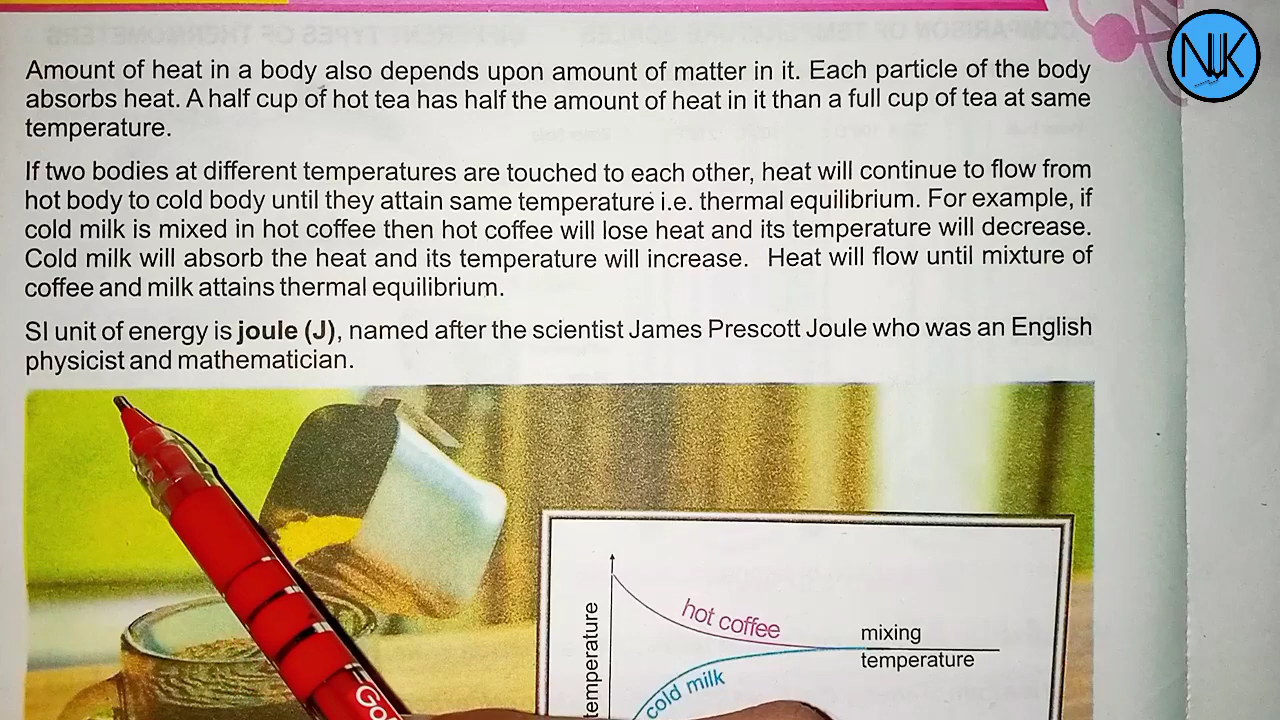 NJK
Amount of heat in a body also depends upon amount of matter in it. Each particle of the body
absorbs heat. A half cup of hot tea has half the amount of heat in it than a full cup of tea at same
temperature.
If two bodies at different temperatures are touched to each other, heat will continue to flow from
hot body to cold body until they attain same temperature i.e. thermal equilibrium. For example, if
cold milk is mixed in hot coffee then hot coffee will lose heat and its temperature will decrease.
Cold milk will absorb the heat and its temperature will increase. Heat will flow until mixture of
coffee and milk attains thermal equilibrium.
SI unit of energy is joule (J), named after the scientist James Prescott Joule who was an English
physicist and mathematician.
temperature
hot coffee
cold milk
mixing
temperature